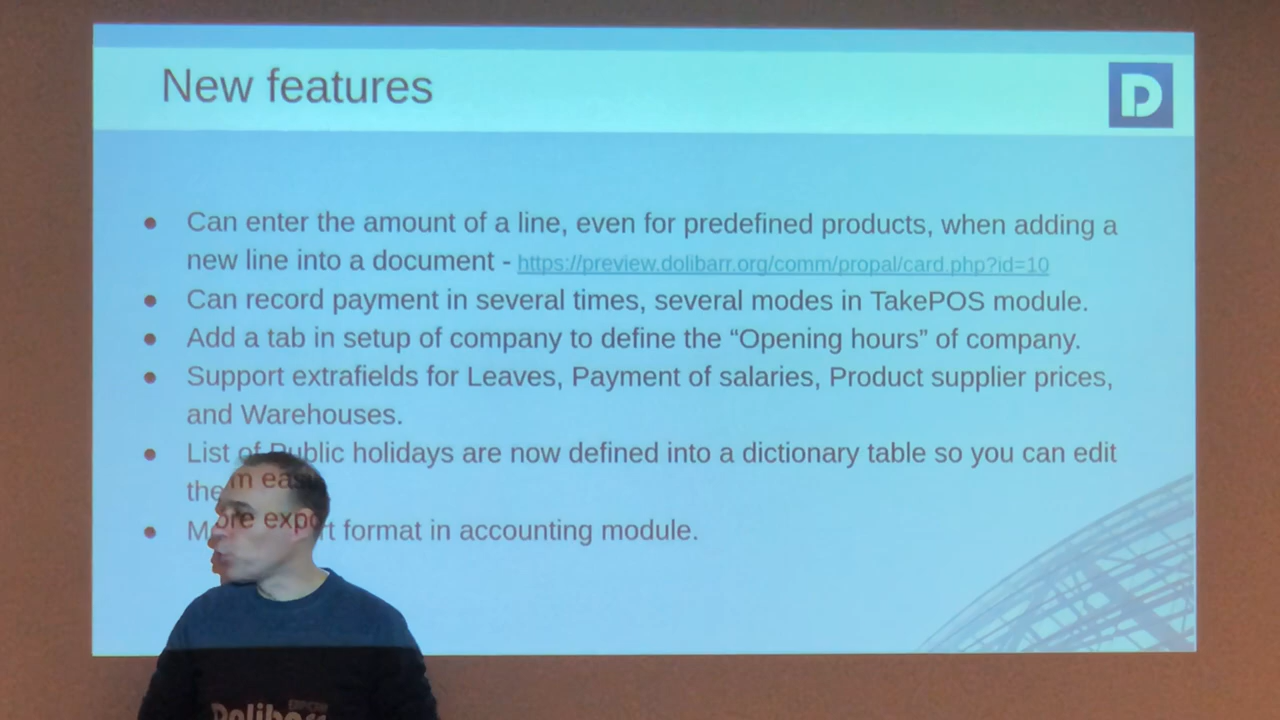 New features
D
Can enter the amount of a line, even for predefined products, when adding a
new line into a document - https://preview.dolibarr.org/comm/propal/card.php?id=10
Can record payment in several times, several modes in TakePOS module.
Add a tab in setup of company to define the “Opening hours” of company.
Support extrafields for Leaves, Payment of salaries, Product supplier prices,
and Warehouses.
List of Public holidays are now defined into a dictionary table so you can edit
them easily
More export format in accounting module.
Dolibarr